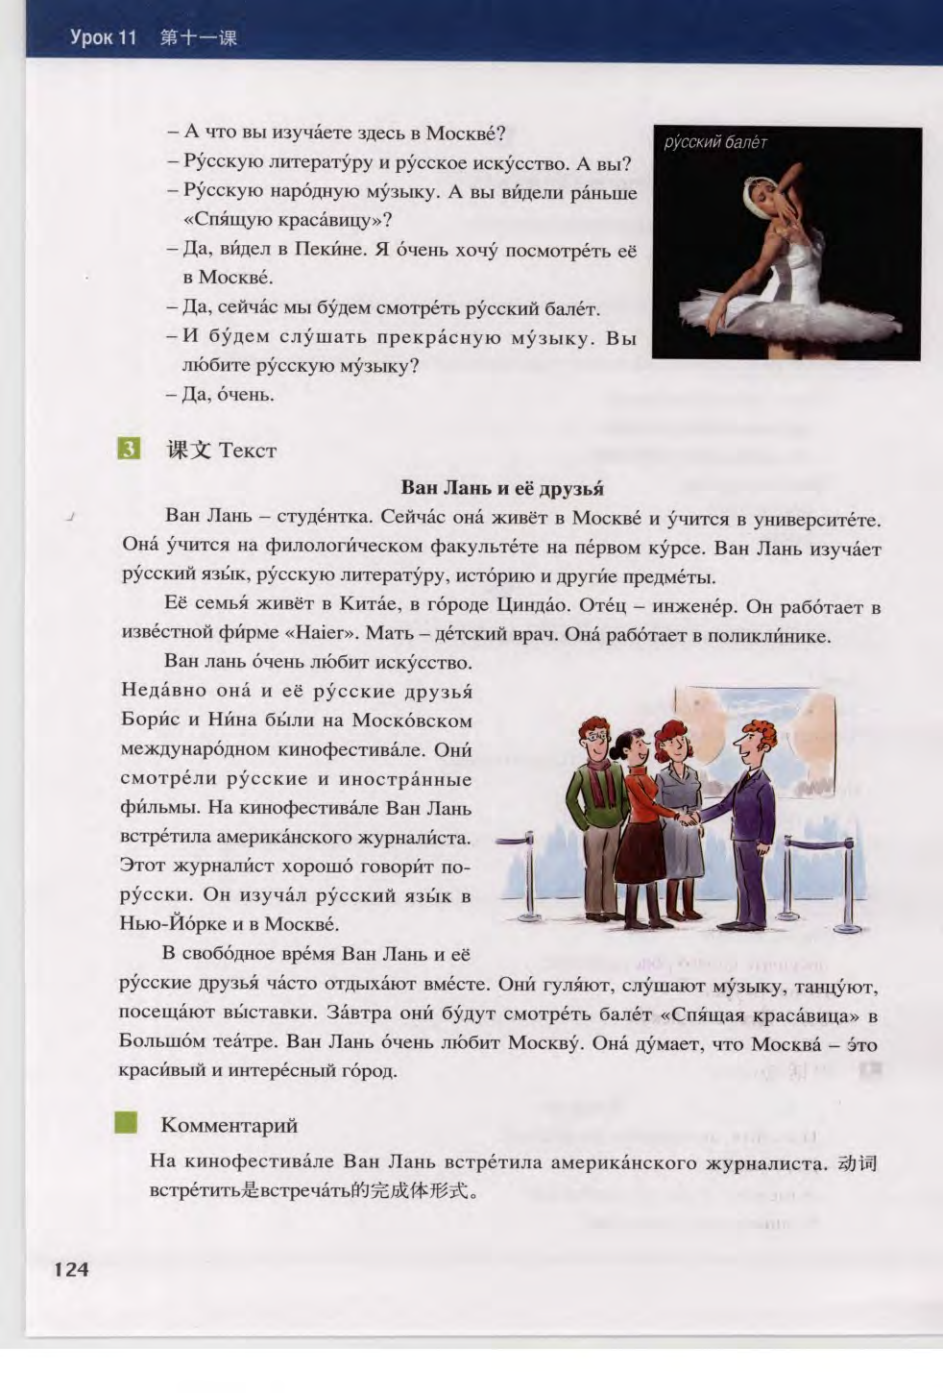 Урок 11 第十一课
– А что вы изуча́ете здесь в Москве́?
– Ру́сскую литерату́ру и ру́сское иску́сство. А вы?
– Ру́сскую наро́дную му́зыку. А вы ви́дели ра́ньше
«Спя́щую краса́вицу»?
– Да, ви́дел в Пеки́не. Я о́чень хочу́ посмотре́ть её
в Москве́.
– Да, сейча́с мы бу́дем смотре́ть ру́сский бале́т.
– И бу́дем слу́шать прекра́сную му́зыку. Вы
лю́бите ру́сскую му́зыку?
– Да, о́чень.
ру́сский бале́т
3 课文 Текст
Ван Лань и её друзья́
Ван Лань – студе́нтка. Сейча́с она́ живёт в Москве́ и у́чится в университе́те.
Она́ у́чится на филологи́ческом факульте́те на пе́рвом ку́рсе. Ван Лань изуча́ет
ру́сский язы́к, ру́сскую литерату́ру, исто́рию и други́е предме́ты.
Её семья́ живёт в Кита́е, в го́роде Цинда́о. Оте́ц – инжене́р. Он рабо́тает в
изве́стной фи́рме «Haier». Мать – де́тский врач. Она́ рабо́тает в поликли́нике.
Ван лань о́чень лю́бит иску́сство.
Неда́вно она́ и её ру́сские друзья́
Бори́с и Ни́на бы́ли на Моско́вском
междунаро́дном кинофестива́ле. Они́
смотре́ли ру́сские и иностра́нные
фи́льмы. На кинофестива́ле Ван Лань
встре́тила америка́нского журнали́ста.
Э́тот журнали́ст хорошо́ говори́т по-
ру́сски. Он изуча́л ру́сский язы́к в
Нью-Йо́рке и в Москве́.
В свобо́дное вре́мя Ван Лань и её
ру́сские друзья́ ча́сто отдыха́ют вме́сте. Они́ гуля́ют, слу́шают му́зыку, танцу́ют,
посеща́ют вы́ставки. За́втра они́ бу́дут смотре́ть бале́т «Спя́щая краса́вица» в
Большо́м теа́тре. Ван Лань о́чень лю́бит Москву́. Она́ ду́мает, что Москва́ – э́то
краси́вый и интере́сный го́род.
Комментарий
На кинофестива́ле Ван Лань встре́тила америка́нского журнали́ста. 动词
встре́тить是встреча́ть的完成体形式。
124